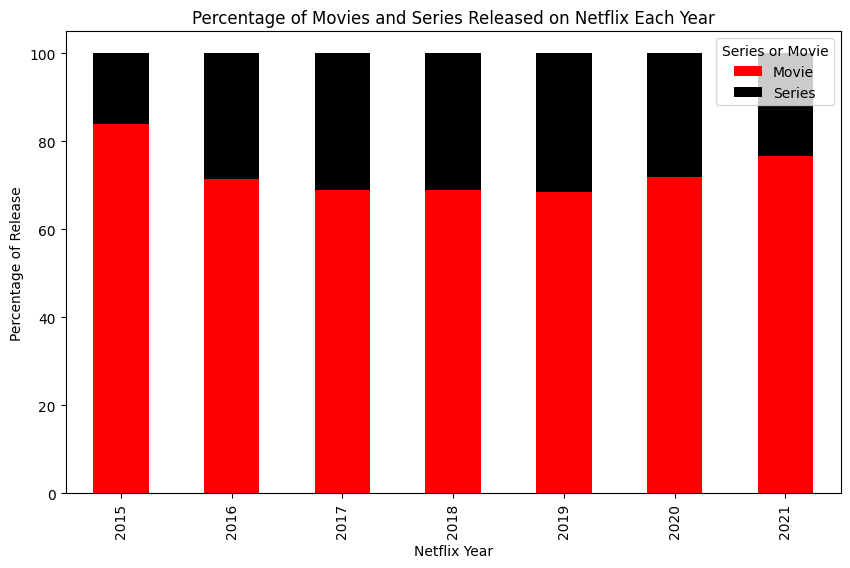 Percentage of Movies and Series Released on Netflix Each Year
Series or Movie
Movie
Series
Percentage of Release
100
80
60
40
20
0
2015
2016
2017
2018
2019
2020
2021
Netflix Year